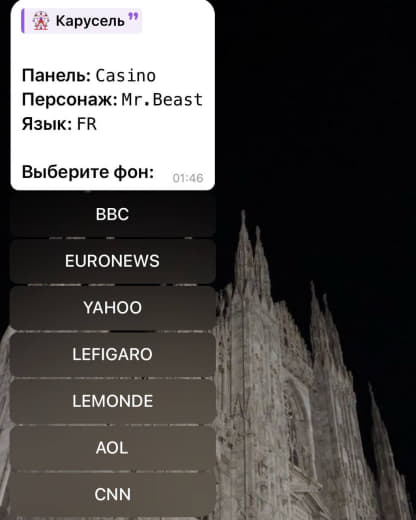 Карусель
Панель: Casino
Персонаж: Mr.Beast
Язык: FR
Выберите фон:
01:46
BBC
EURONEWS
YAHOO
LEFIGARO
LEMONDE
AOL
CNN